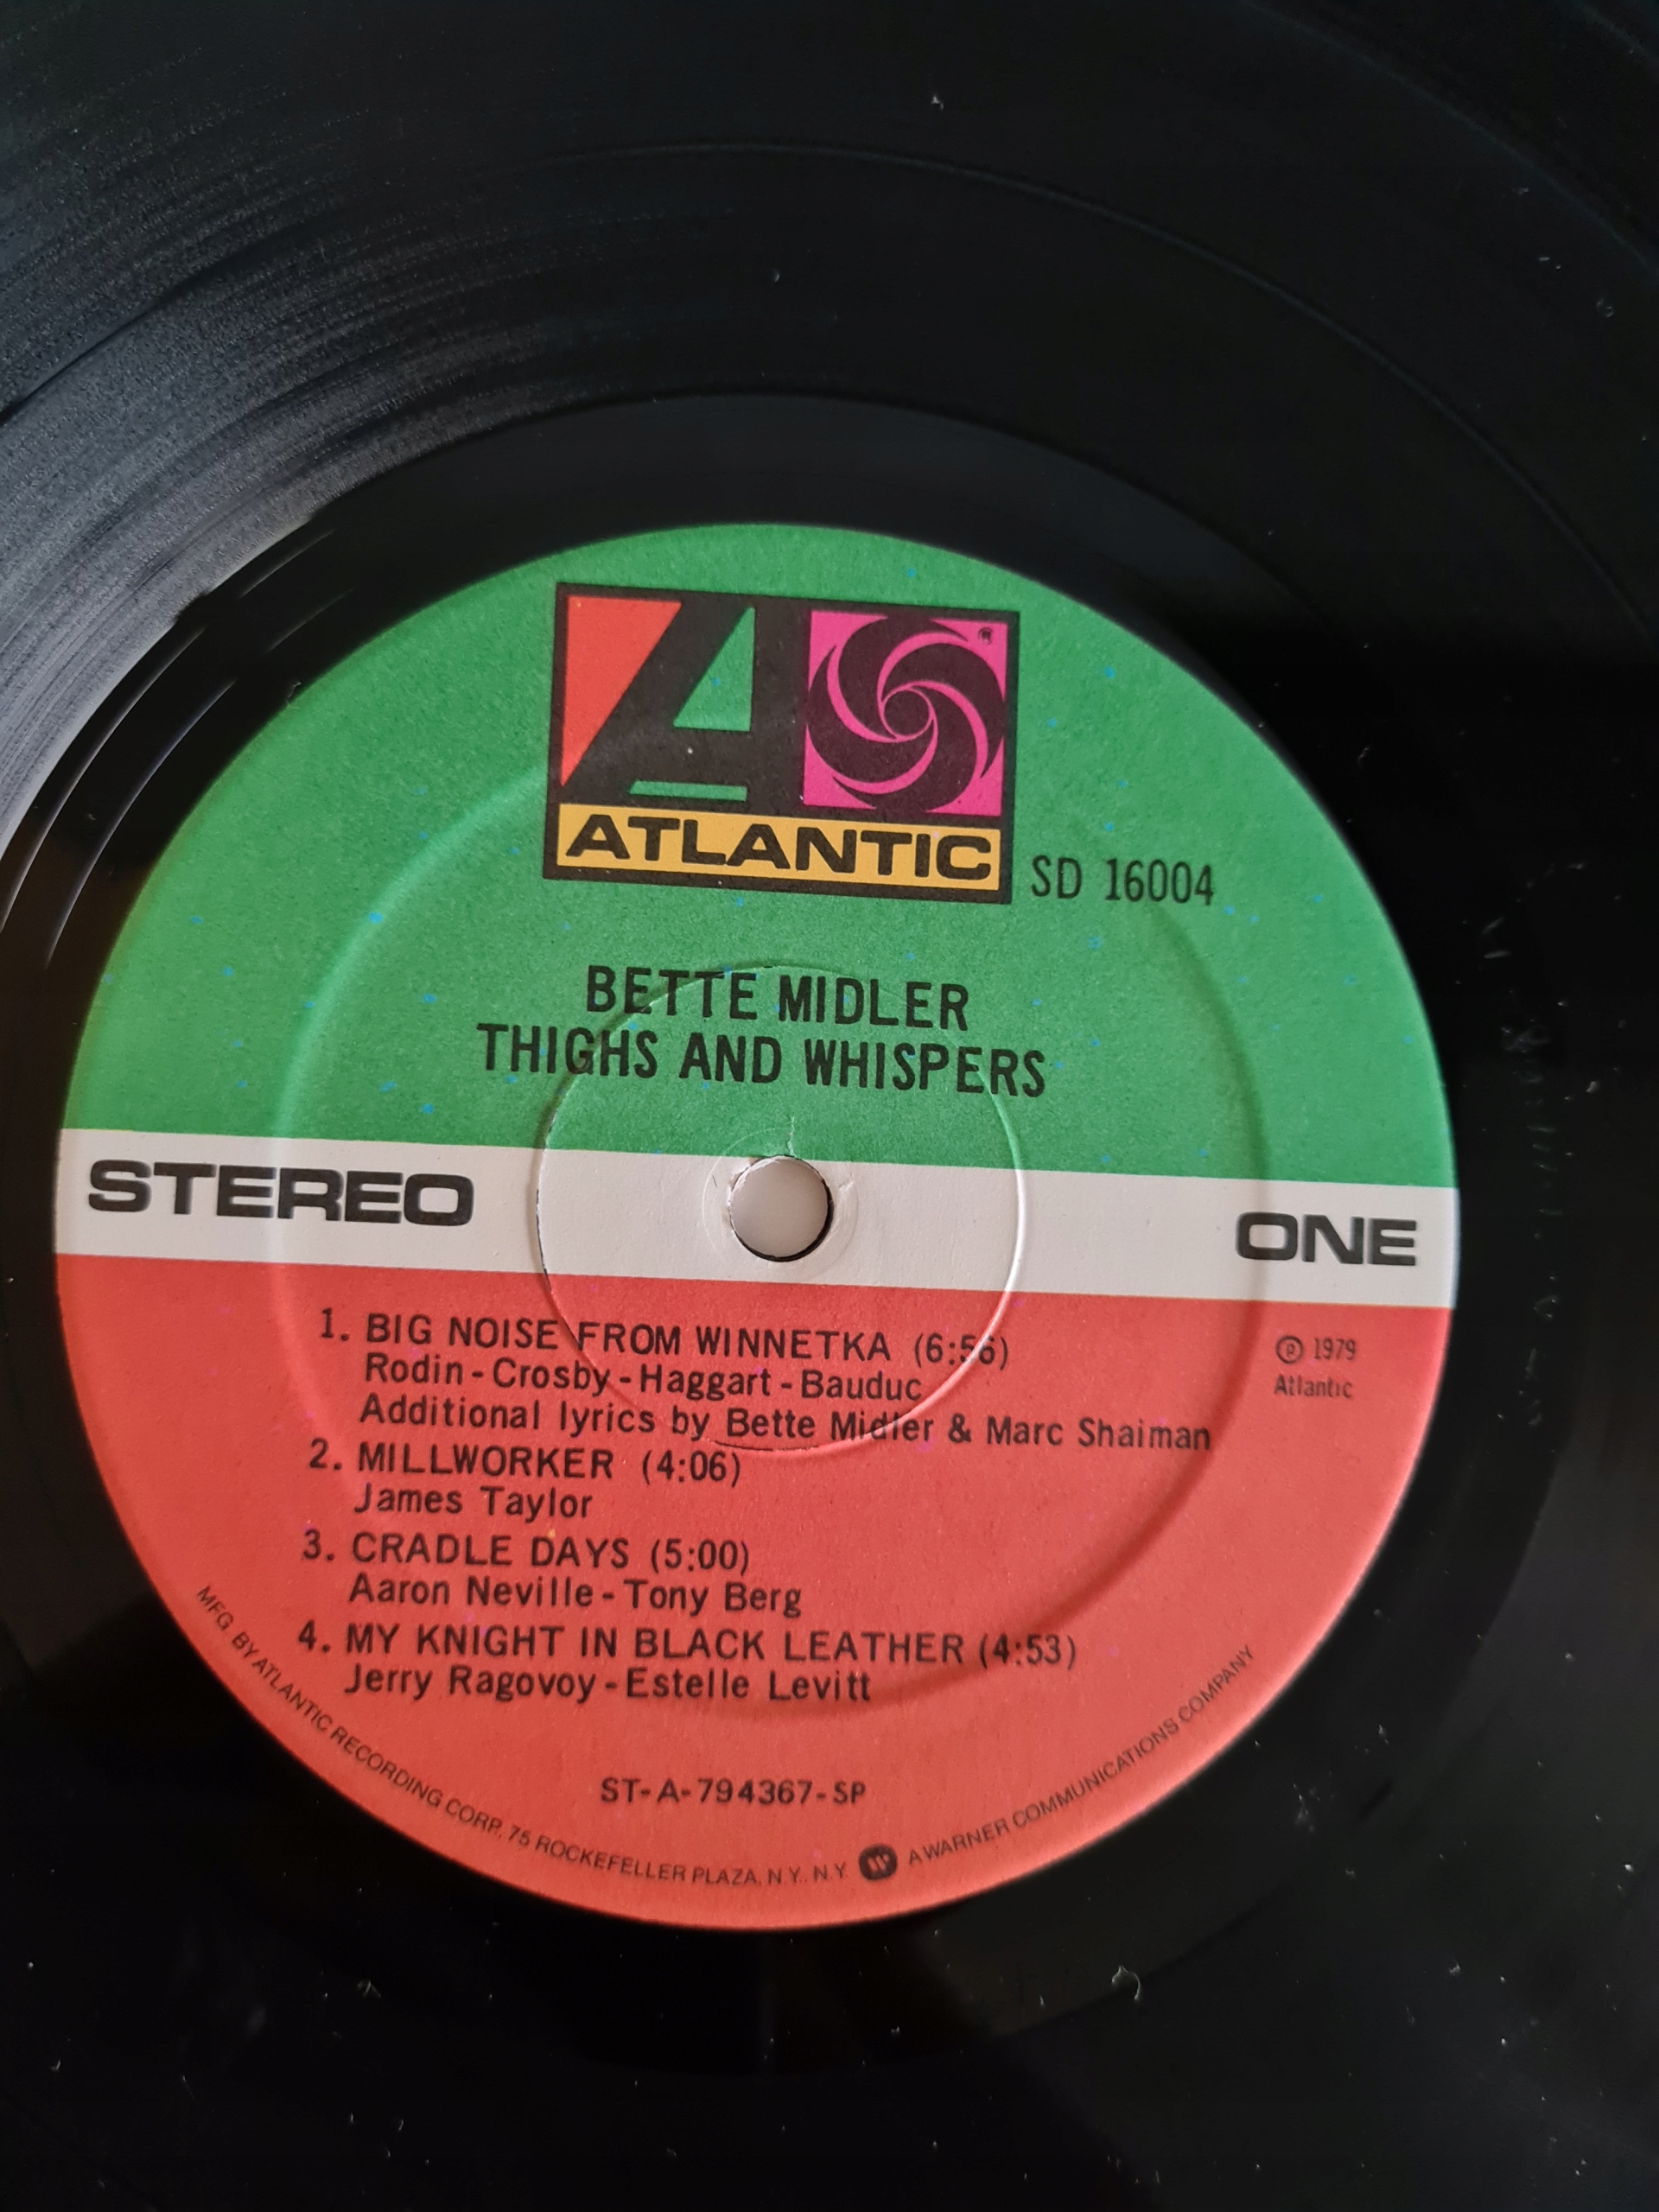 ®
ATLANTIC
SD 16004
BETTE MIDLER
THIGHS AND WHISPERS
STEREO
ONE
1. BIG NOISE FROM WINNETKA (6:56)
Rodin-Crosby-Haggart-Bauduc
Additional lyrics by Bette Midler & Marc Shaiman
℗ 1979
Atlantic
2. MILLWORKER (4:06)
James Taylor
3. CRADLE DAYS (5:00)
Aaron Neville-Tony Berg
4. MY KNIGHT IN BLACK LEATHER (4:53)
Jerry Ragovoy-Estelle Levitt
ST-A-794367-SP
MFG BY ATLANTIC RECORDING CORP. 75 ROCKEFELLER PLAZA, N.Y. N.Y. W A WARNER COMMUNICATIONS COMPANY